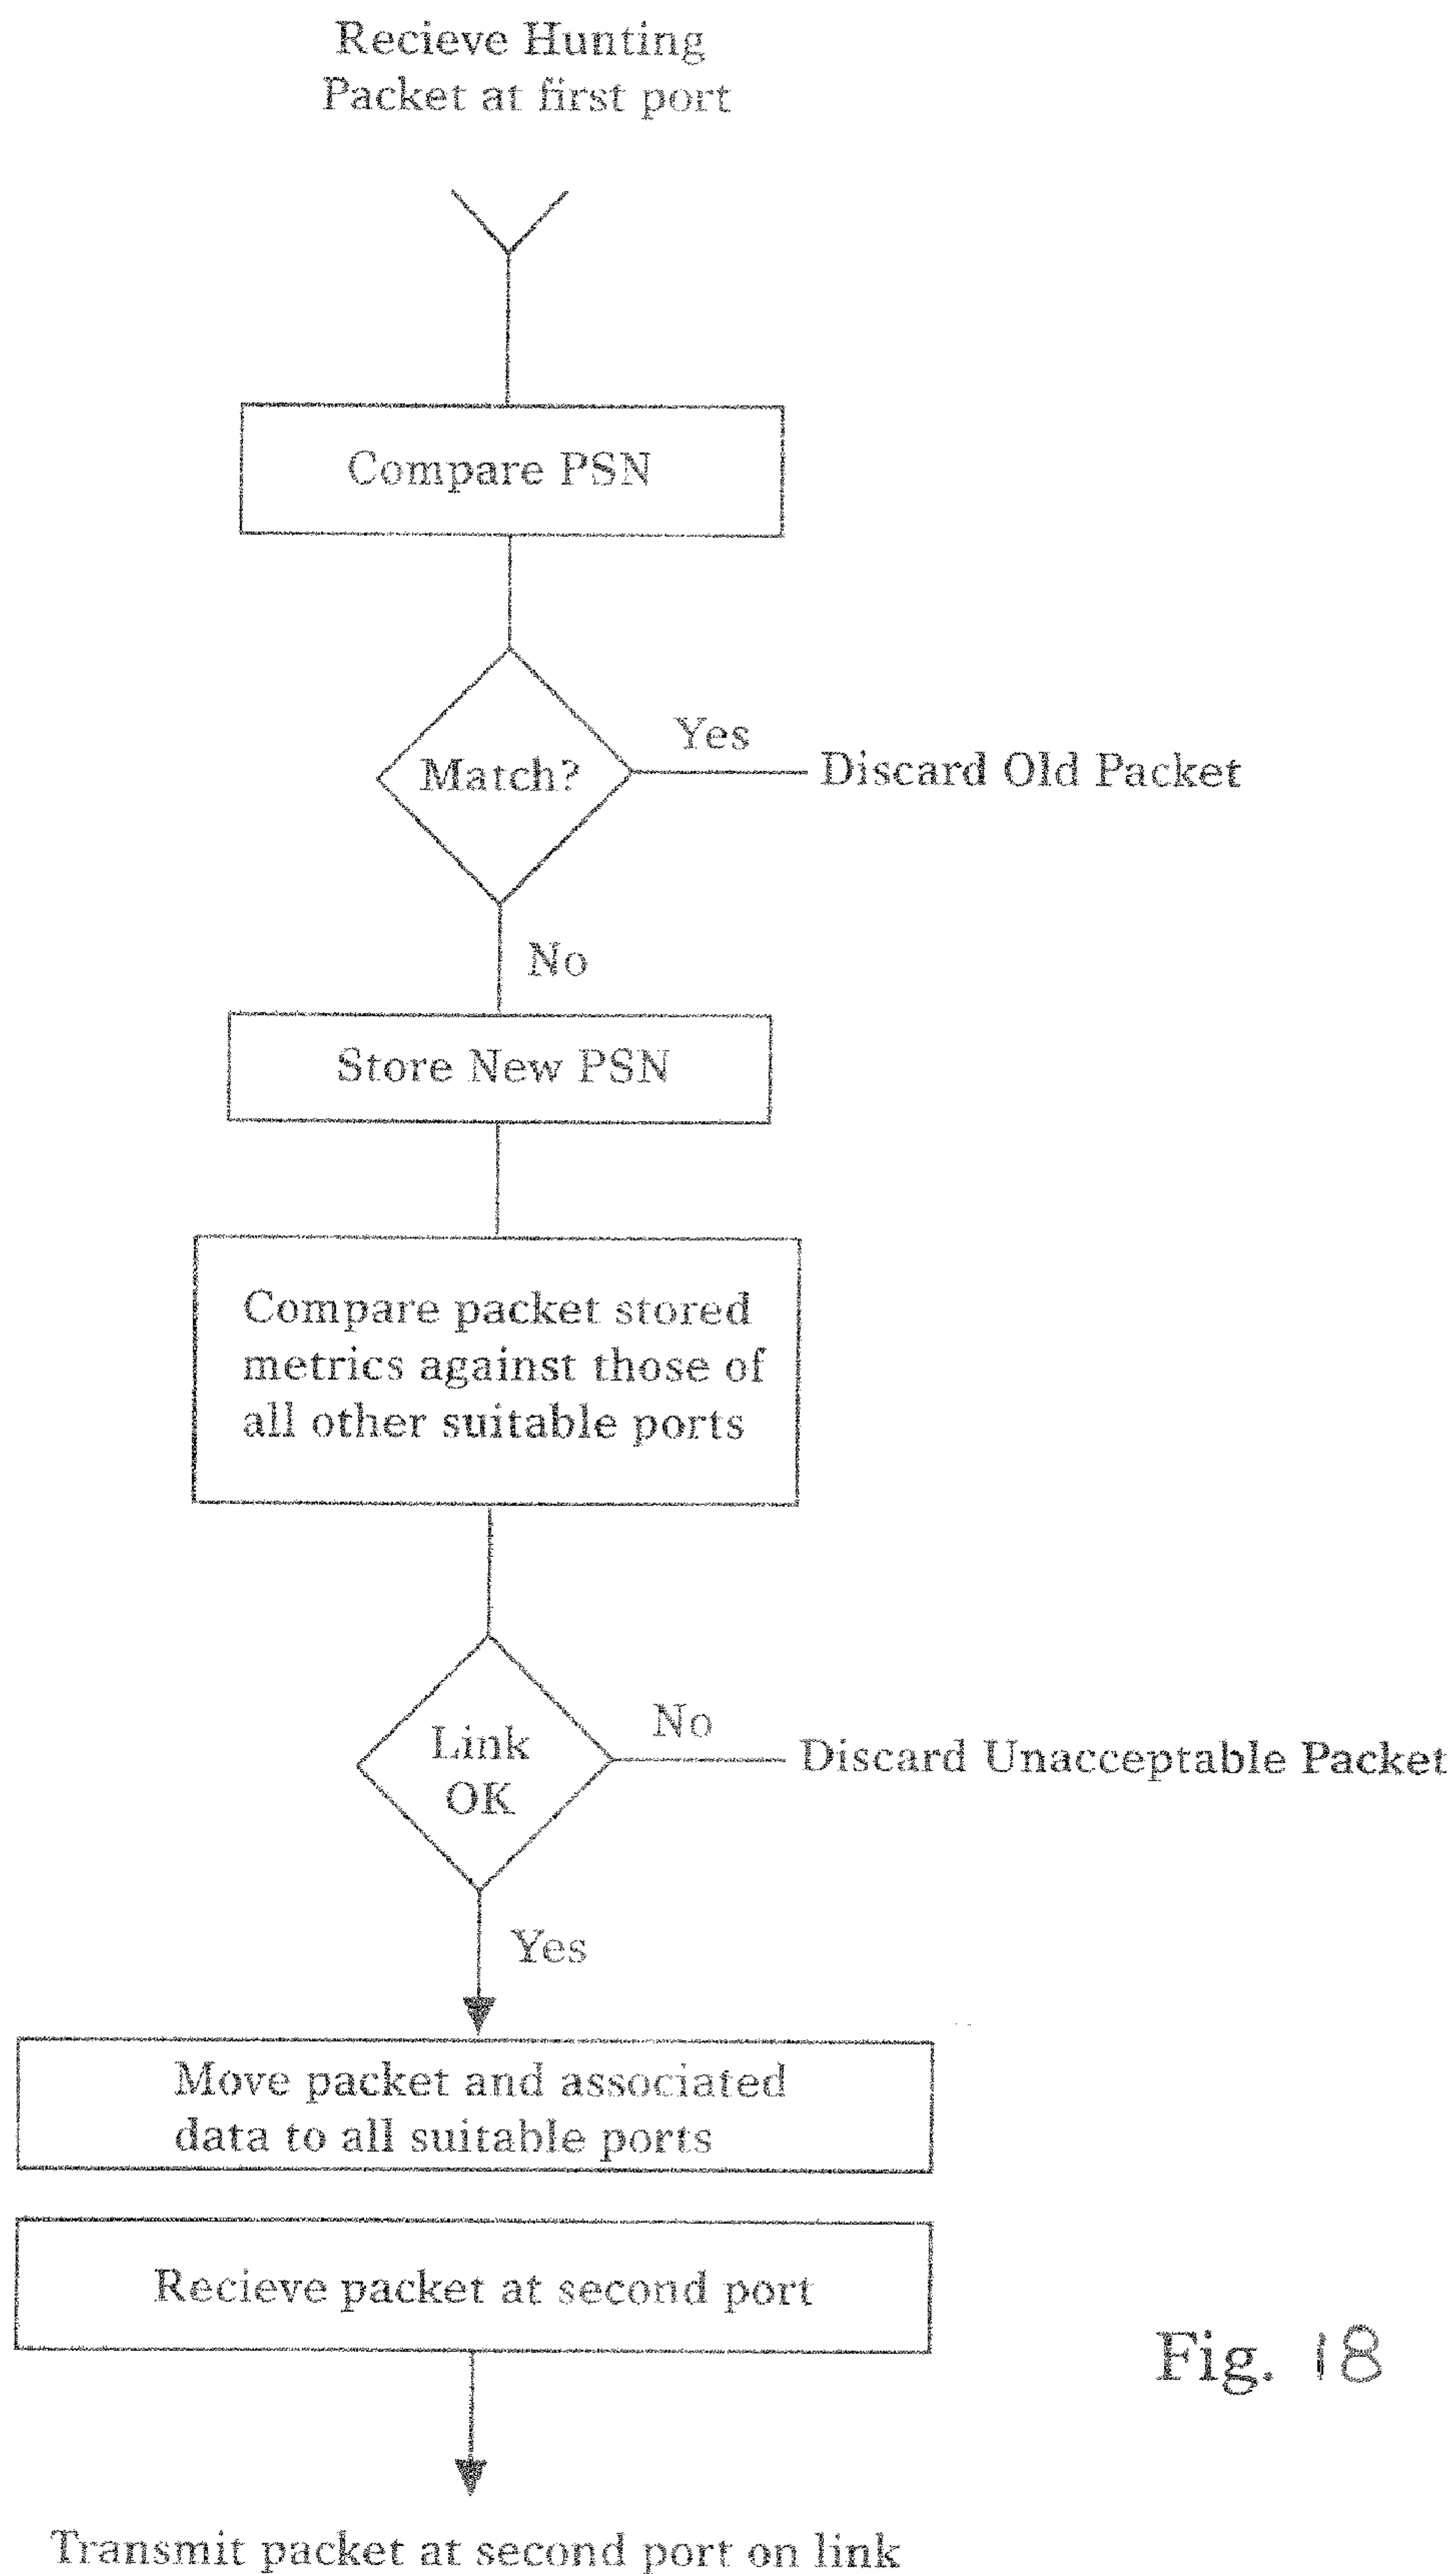 Recieve Hunting
Packet at first port
Compare PSN
Match?
Yes
Discard Old Packet
No
Store New PSN
Compare packet stored
metrics against those of
all other suitable ports
Link
OK
No
Discard Unacceptable Packet
Yes
Move packet and associated
data to all suitable ports
Recieve packet at second port
Transmit packet at second port on link
Fig. 18